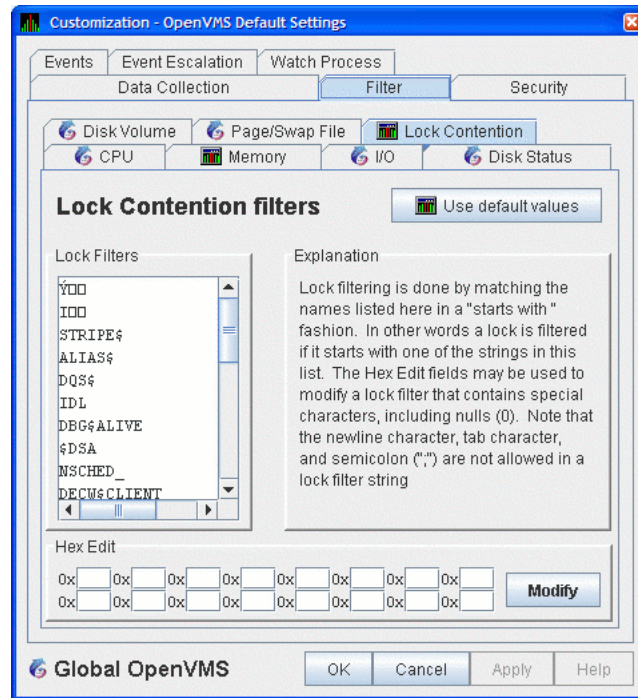 Customization - OpenVMS Default Settings
Events Event Escalation Watch Process
Data Collection Filter Security
Disk Volume Page/Swap File Lock Contention
CPU Memory I/O Disk Status
Lock Contention filters
Use default values
Lock Filters
Ý□□
I□□
STRIPE$
ALIAS$
DQS$
IDL
DBG$ALIVE
$DSA
NSCHED_
DECW$CLIENT
Explanation
Lock filtering is done by matching the
names listed here in a "starts with "
fashion. In other words a lock is filtered
if it starts with one of the strings in this
list. The Hex Edit fields may be used to
modify a lock filter that contains special
characters, including nulls (0). Note that
the newline character, tab character,
and semicolon (";") are not allowed in a
lock filter string
Hex Edit
0x 0x 0x 0x 0x 0x 0x 0x
0x 0x 0x 0x 0x 0x 0x 0x
Modify
Global OpenVMS
OK Cancel Apply Help